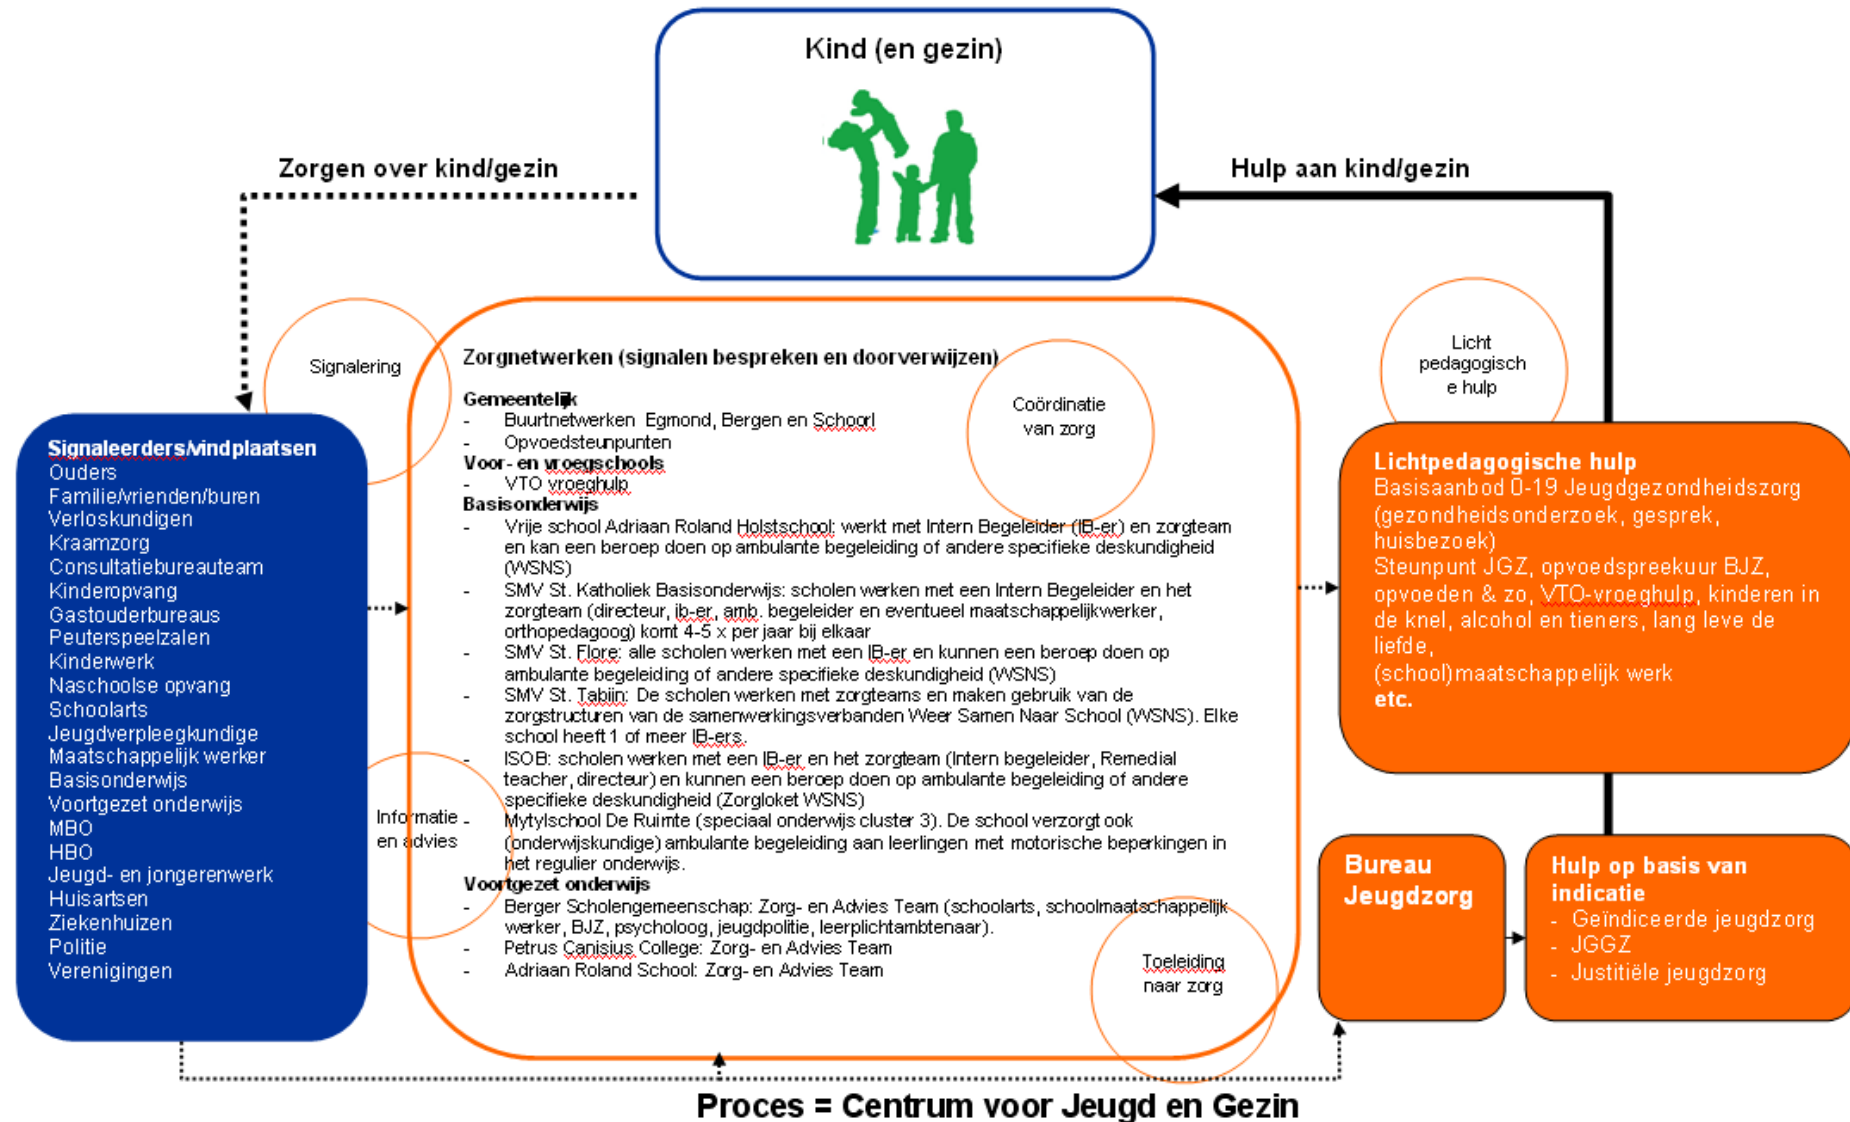 Kind (en gezin)
Zorgen over kind/gezin
Hulp aan kind/gezin
Signalering
Signaleerders/vindplaatsen
Ouders
Familie/vrienden/buren
Verloskundigen
Kraamzorg
Consultatiebureauteam
Kinderopvang
Gastouderbureaus
Peuterspeelzalen
Kinderwerk
Naschoolse opvang
Schoolarts
Jeugdverpleegkundige
Maatschappelijk werker
Basisonderwijs
Voortgezet onderwijs
MBO
HBO
Jeugd- en jongerenwerk
Huisartsen
Ziekenhuizen
Politie
Verenigingen
Informatie
en advies
Zorgnetwerken (signalen bespreken en doorverwijzen)
Coördinatie
van zorg
Gemeentelijk
- Buurtnetwerken Egmond, Bergen en Schoorl
- Opvoedsteunpunten
Voor- en vroegschools
- VTO vroeghulp
Basisonderwijs
- Vrije school Adriaan Roland Holstschool: werkt met Intern Begeleider (IB-er) en zorgteam
en kan een beroep doen op ambulante begeleiding of andere specifieke deskundigheid
(WSNS)
- SMV St. Katholiek Basisonderwijs: scholen werken met een Intern Begeleider en het
zorgteam (directeur, ib-er, amb. begeleider en eventueel maatschappelijkwerker,
orthopedagoog) komt 4-5 x per jaar bij elkaar
- SMV St. Flore: alle scholen werken met een IB-er en kunnen een beroep doen op
ambulante begeleiding of andere specifieke deskundigheid (WSNS)
- SMV St. Tabijn: De scholen werken met zorgteams en maken gebruik van de
zorgstructuren van de samenwerkingsverbanden Weer Samen Naar School (WSNS). Elke
school heeft 1 of meer IB-ers.
- ISOB: scholen werken met een IB-er en het zorgteam (Intern begeleider, Remedial
teacher, directeur) en kunnen een beroep doen op ambulante begeleiding of andere
specifieke deskundigheid (Zorgloket WSNS)
- Mytylschool De Ruimte (speciaal onderwijs cluster 3). De school verzorgt ook
(onderwijskundige) ambulante begeleiding aan leerlingen met motorische beperkingen in
het regulier onderwijs.
Voortgezet onderwijs
- Berger Scholengemeenschap: Zorg- en Advies Team (schoolarts, schoolmaatschappelijk
werker, BJZ, psycholoog, jeugdpolitie, leerplichtambtenaar).
- Petrus Canisius College: Zorg- en Advies Team
- Adriaan Roland School: Zorg- en Advies Team
Toeleiding
naar zorg
Licht
pedagogisch
e hulp
Lichtpedagogische hulp
Basisaanbod 0-19 Jeugdgezondheidszorg
(gezondheidsonderzoek, gesprek,
huisbezoek)
Steunpunt JGZ, opvoedspreekuur BJZ,
opvoeden & zo, VTO-vroeghulp, kinderen in
de knel, alcohol en tieners, lang leve de
liefde,
(school)maatschappelijk werk
etc.
Bureau
Jeugdzorg
Hulp op basis van
indicatie
- Geïndiceerde jeugdzorg
- JGGZ
- Justitiële jeugdzorg
Proces = Centrum voor Jeugd en Gezin